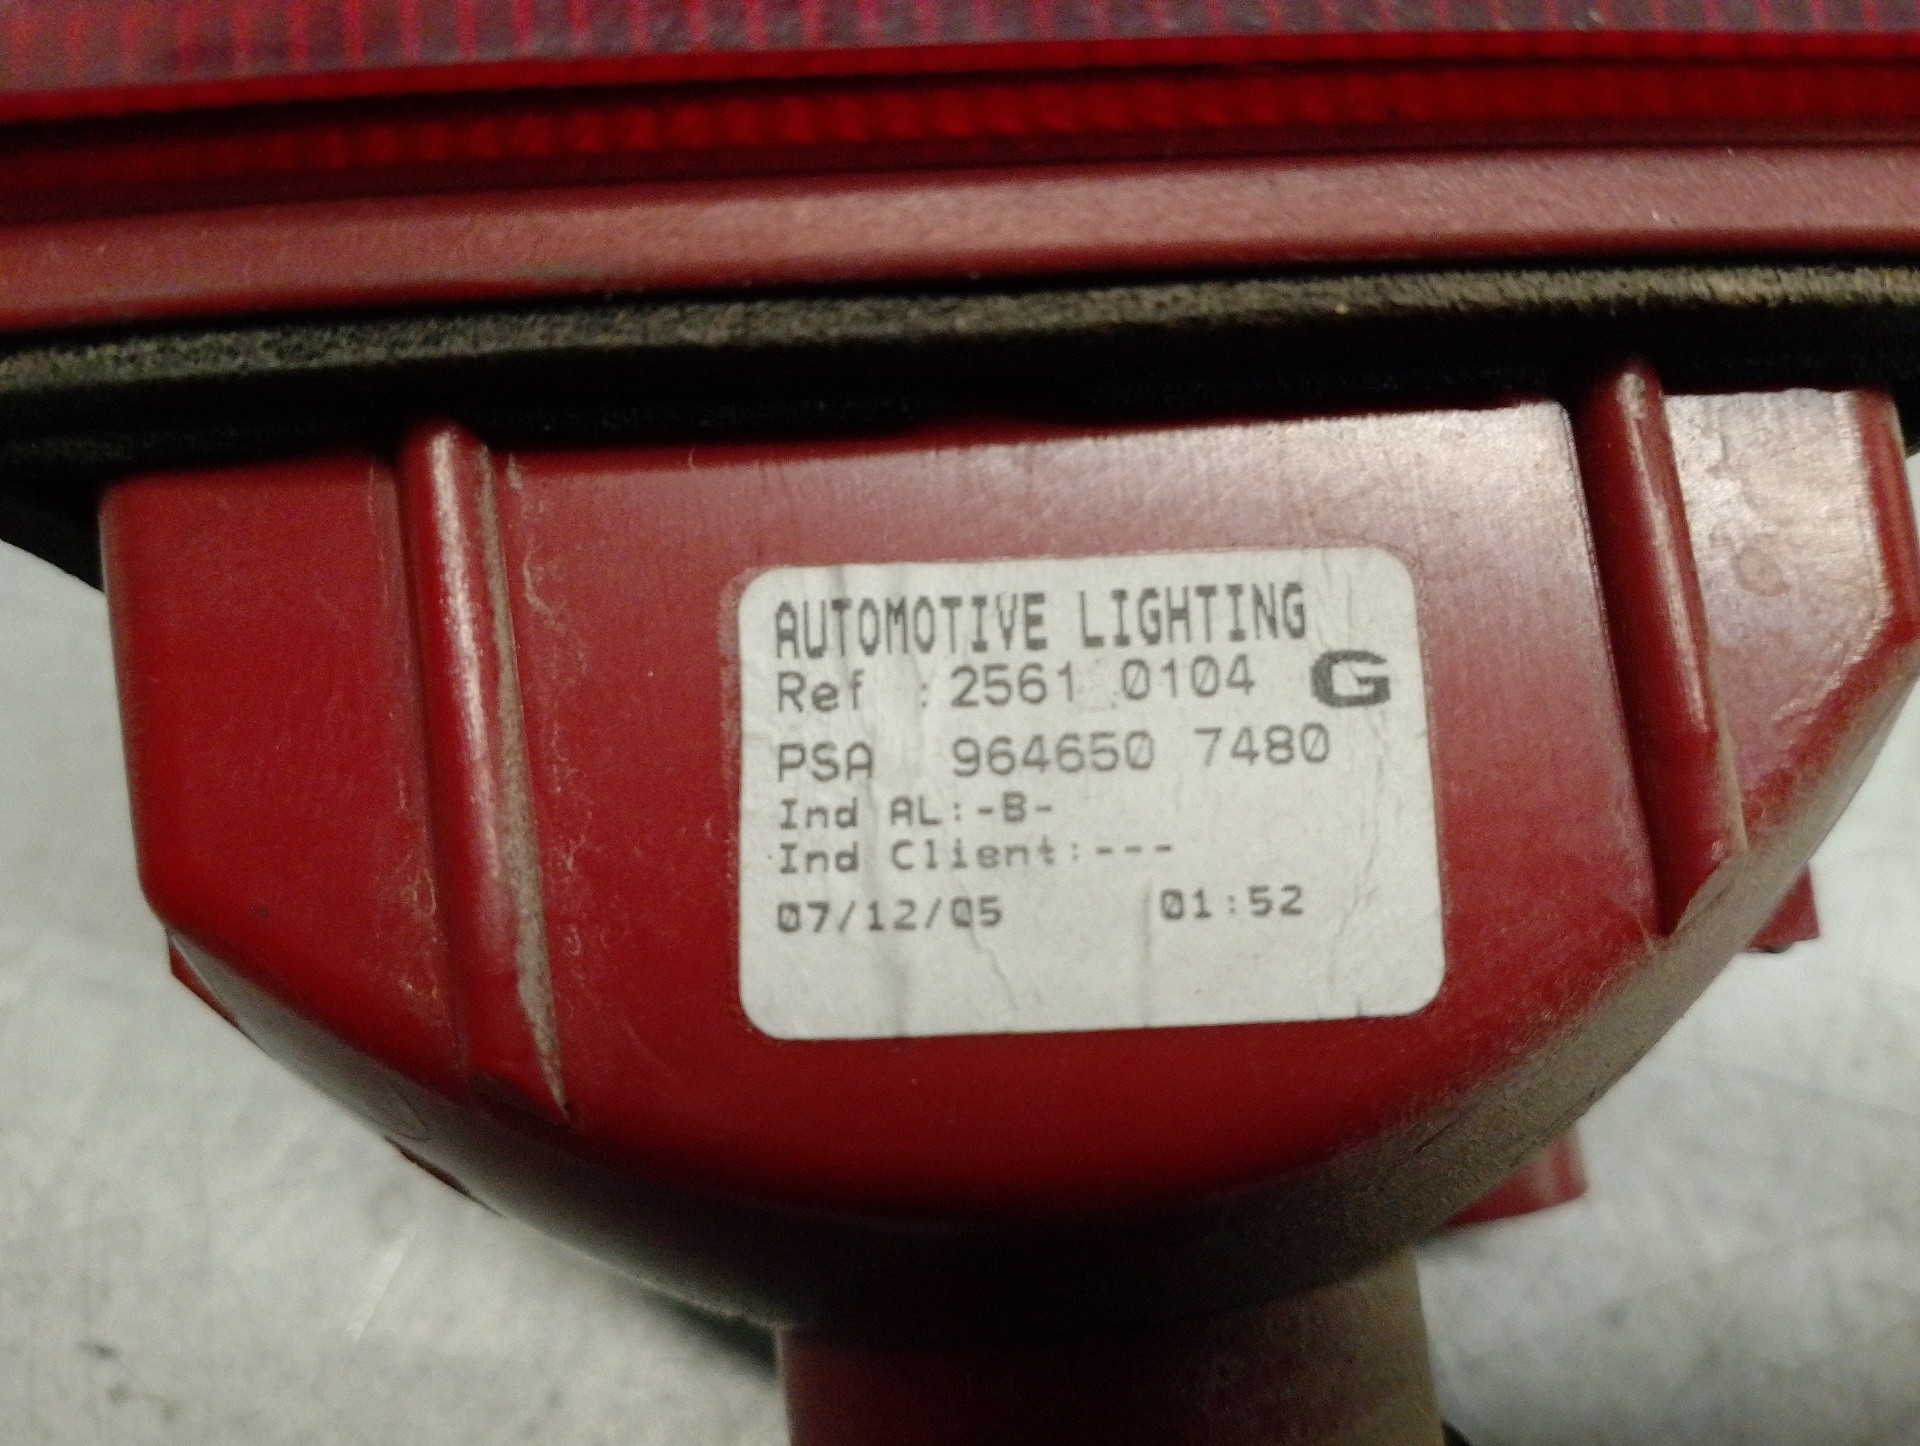 AUTOMOTIVE LIGHTING
Ref : 2561 0104 G
PSA 964650 7480
Ind AL:-B-
Ind Client:---
07/12/05 01:52